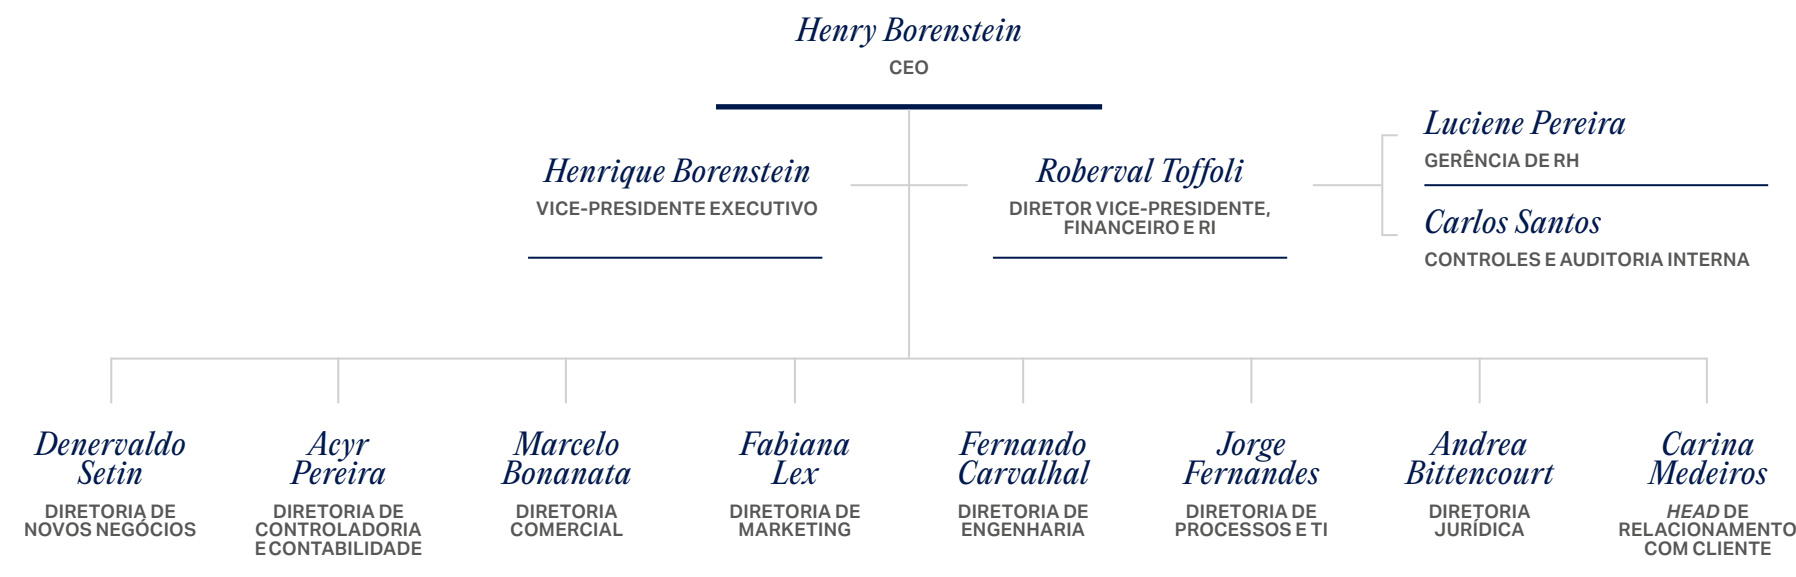 Henry Borenstein
CEO
Henrique Borenstein
VICE-PRESIDENTE EXECUTIVO
Roberval Toffoli
DIRETOR VICE-PRESIDENTE,
FINANCEIRO E RI
Luciene Pereira
GERÊNCIA DE RH
Carlos Santos
CONTROLES E AUDITORIA INTERNA
Denervaldo
Setin
DIRETORIA DE
NOVOS NEGÓCIOS
Acyr
Pereira
DIRETORIA DE
CONTROLADORIA
E CONTABILIDADE
Marcelo
Bonanata
DIRETORIA
COMERCIAL
Fabiana
Lex
DIRETORIA DE
MARKETING
Fernando
Carvalhal
DIRETORIA DE
ENGENHARIA
Jorge
Fernandes
DIRETORIA DE
PROCESSOS E TI
Andrea
Bittencourt
DIRETORIA
JURÍDICA
Carina
Medeiros
HEAD DE
RELACIONAMENTO
COM CLIENTE